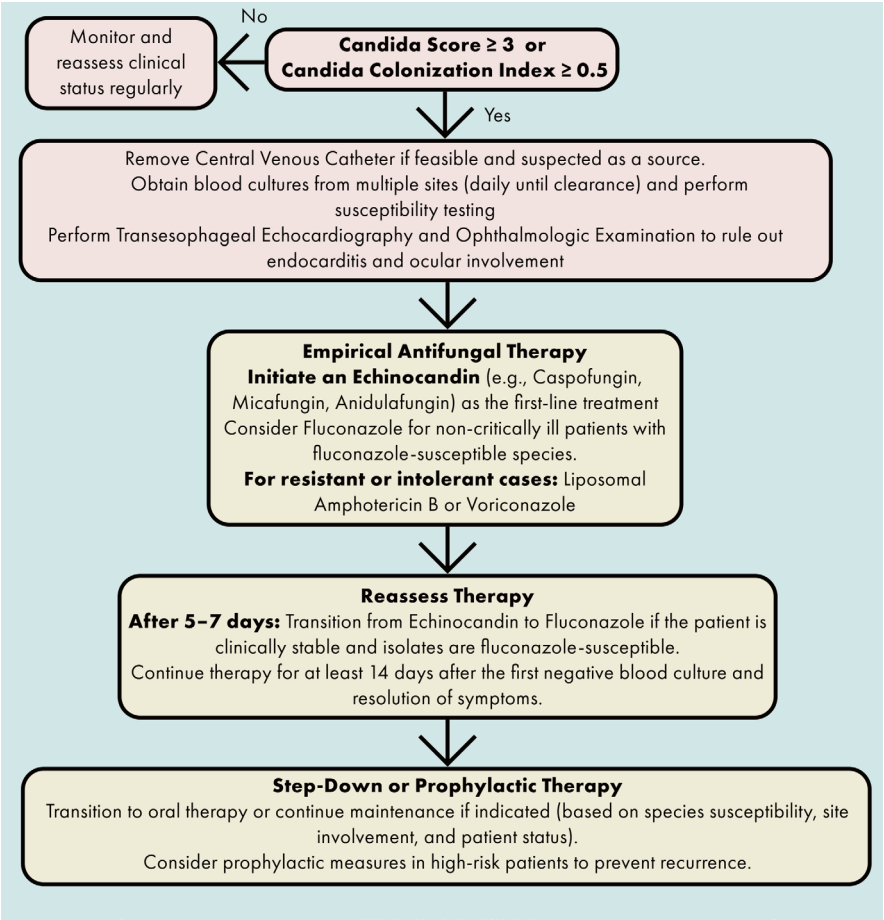 No
Monitor and
reassess clinical
status regularly
Candida Score ≥ 3 or
Candida Colonization Index ≥ 0.5
Yes
Remove Central Venous Catheter if feasible and suspected as a source.
Obtain blood cultures from multiple sites (daily until clearance) and perform
susceptibility testing
Perform Transesophageal Echocardiography and Ophthalmologic Examination to rule out
endocarditis and ocular involvement
Empirical Antifungal Therapy
Initiate an Echinocandin (e.g., Caspofungin,
Micafungin, Anidulafungin) as the first-line treatment
Consider Fluconazole for non-critically ill patients with
fluconazole-susceptible species.
For resistant or intolerant cases: Liposomal
Amphotericin B or Voriconazole
Reassess Therapy
After 5–7 days: Transition from Echinocandin to Fluconazole if the patient is
clinically stable and isolates are fluconazole-susceptible.
Continue therapy for at least 14 days after the first negative blood culture and
resolution of symptoms.
Step-Down or Prophylactic Therapy
Transition to oral therapy or continue maintenance if indicated (based on species susceptibility, site
involvement, and patient status).
Consider prophylactic measures in high-risk patients to prevent recurrence.